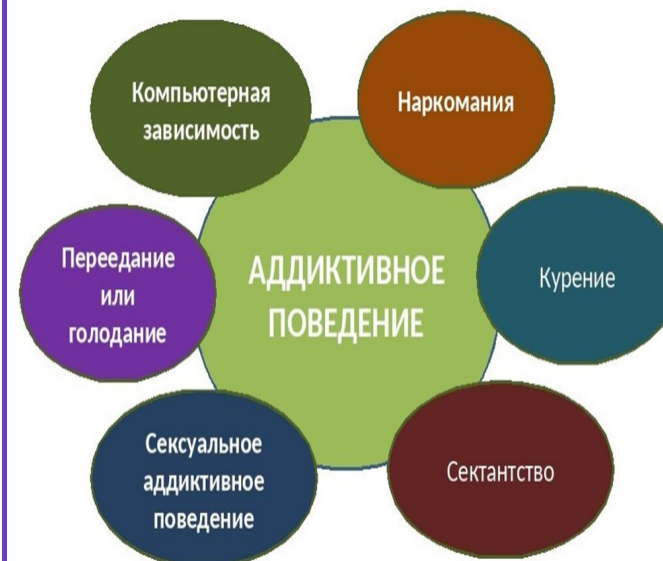 Компьютерная
зависимость
Наркомания
Переедание
или
голодание
АДДИКТИВНОЕ
ПОВЕДЕНИЕ
Курение
Сексуальное
аддиктивное
поведение
Сектантство